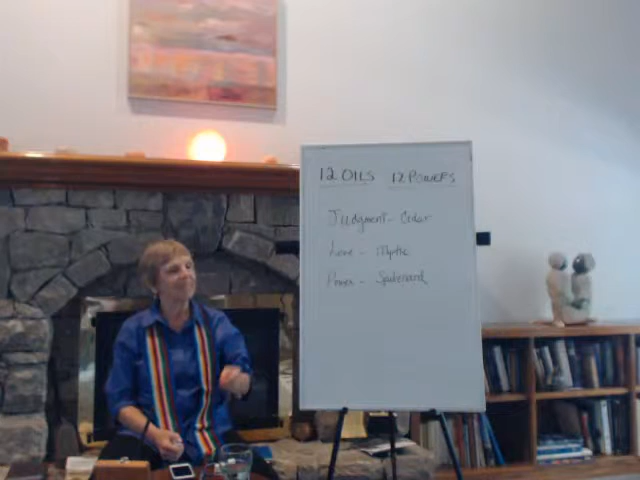 12 OILS 12 POWERS
Judgment - Cedar
Love - Myrtle
Power - Spikenard